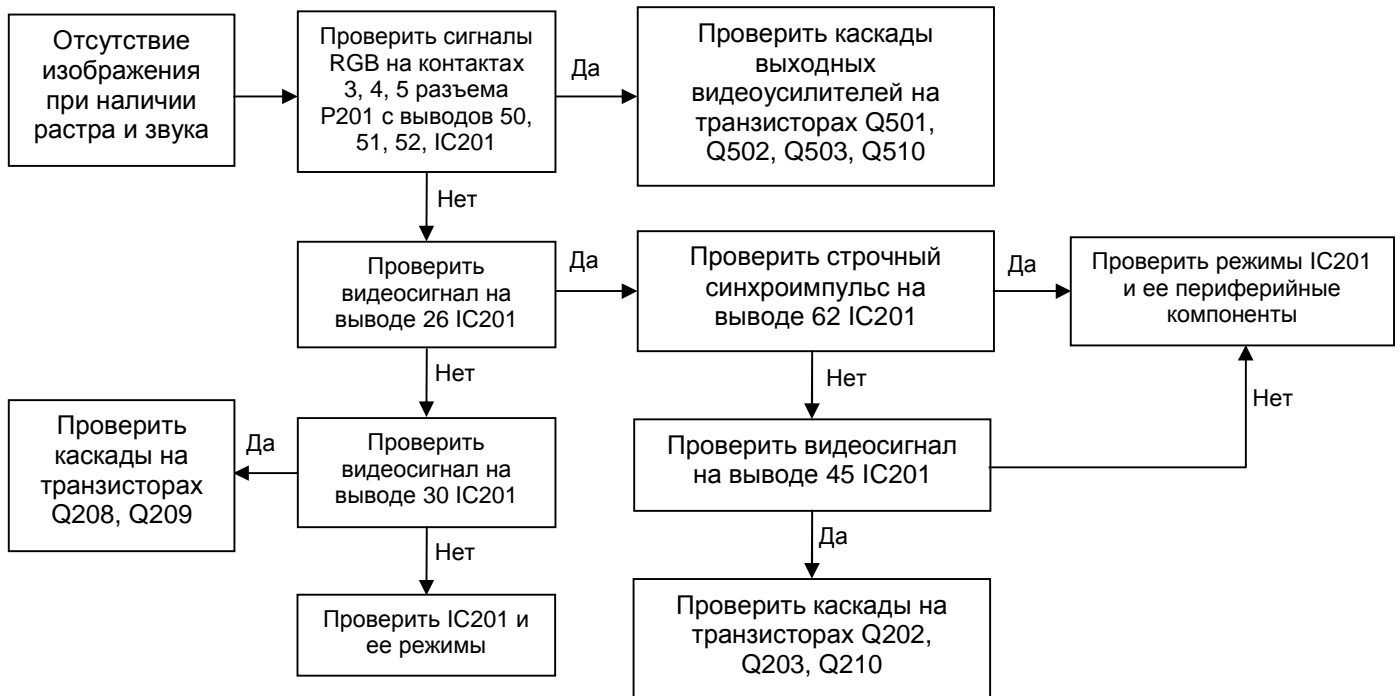 Отсутствие
изображения
при наличии
растра и звука
Проверить сигналы
RGB на контактах
3, 4, 5 разъема
P201 с выводов 50,
51, 52, IC201
Да
Проверить каскады
выходных
видеоусилителей на
транзисторах Q501,
Q502, Q503, Q510
Нет
Проверить
видеосигнал на
выводе 26 IC201
Да
Проверить строчный
синхроимпульс на
выводе 62 IC201
Да
Проверить режимы IC201
и ее периферийные
компоненты
Нет
Нет
Нет
Проверить
каскады на
транзисторах
Q208, Q209
Да
Проверить
видеосигнал на
выводе 30 IC201
Проверить видеосигнал
на выводе 45 IC201
Нет
Да
Проверить IC201 и
ее режимы
Проверить каскады на
транзисторах Q202,
Q203, Q210